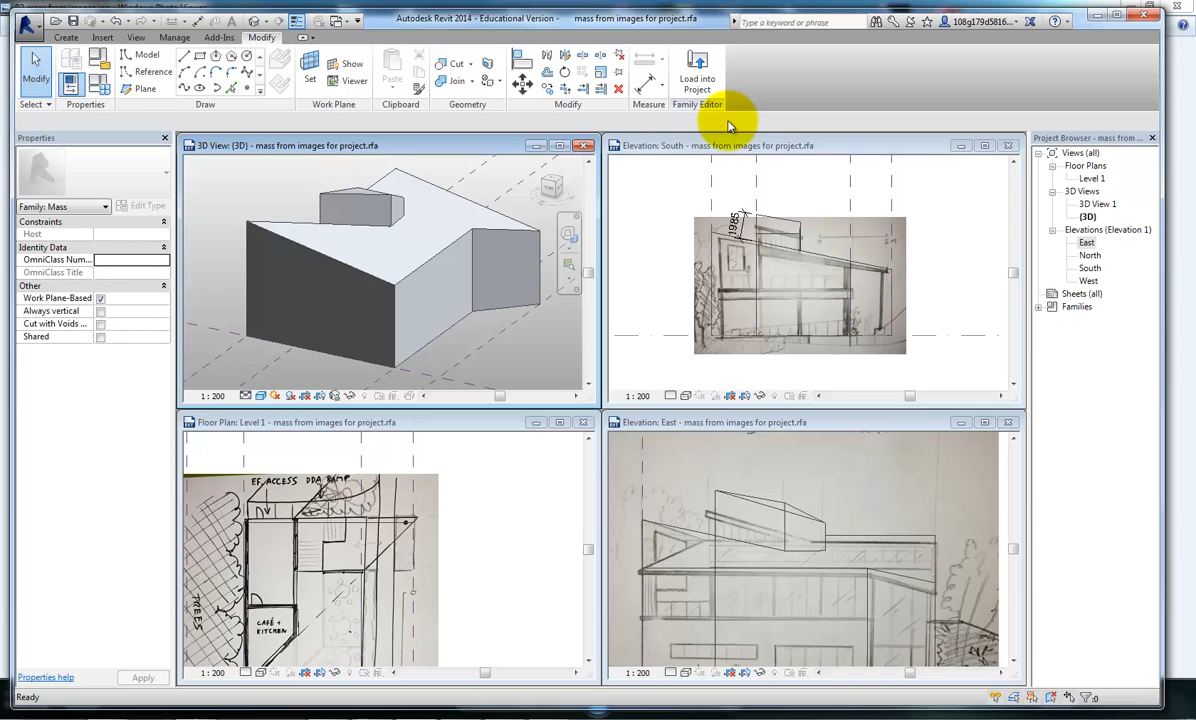 Autodesk Revit 2014 - Educational Version - mass from images for project.rfa
Type a keyword or phrase
108g179d5816...
Create Insert View Manage Add-Ins Modify
Modify
Model
Reference
Plane
Set
Show
Viewer
Paste
Cut
Join
Load into
Project
Select Properties Draw Work Plane Clipboard Geometry Modify Measure Family Editor
Properties
Family: Mass
Edit Type
Constraints
Host
Identity Data
OmniClass Num...
OmniClass Title
Other
Work Plane-Based
Always vertical
Cut with Voids ...
Shared
Properties help
Apply
Ready
:0
3D View: {3D} - mass from images for project.rfa
1 : 200
Elevation: South - mass from images for project.rfa
1985
1 : 200
Floor Plan: Level 1 - mass from images for project.rfa
EF. ACCESS DDA RAMP
TREES
CAFÉ +
KITCHEN
1 : 200
Elevation: East - mass from images for project.rfa
1 : 200
Project Browser - mass from ...
Views (all)
Floor Plans
Level 1
3D Views
3D View 1
{3D}
Elevations (Elevation 1)
East
North
South
West
Sheets (all)
Families